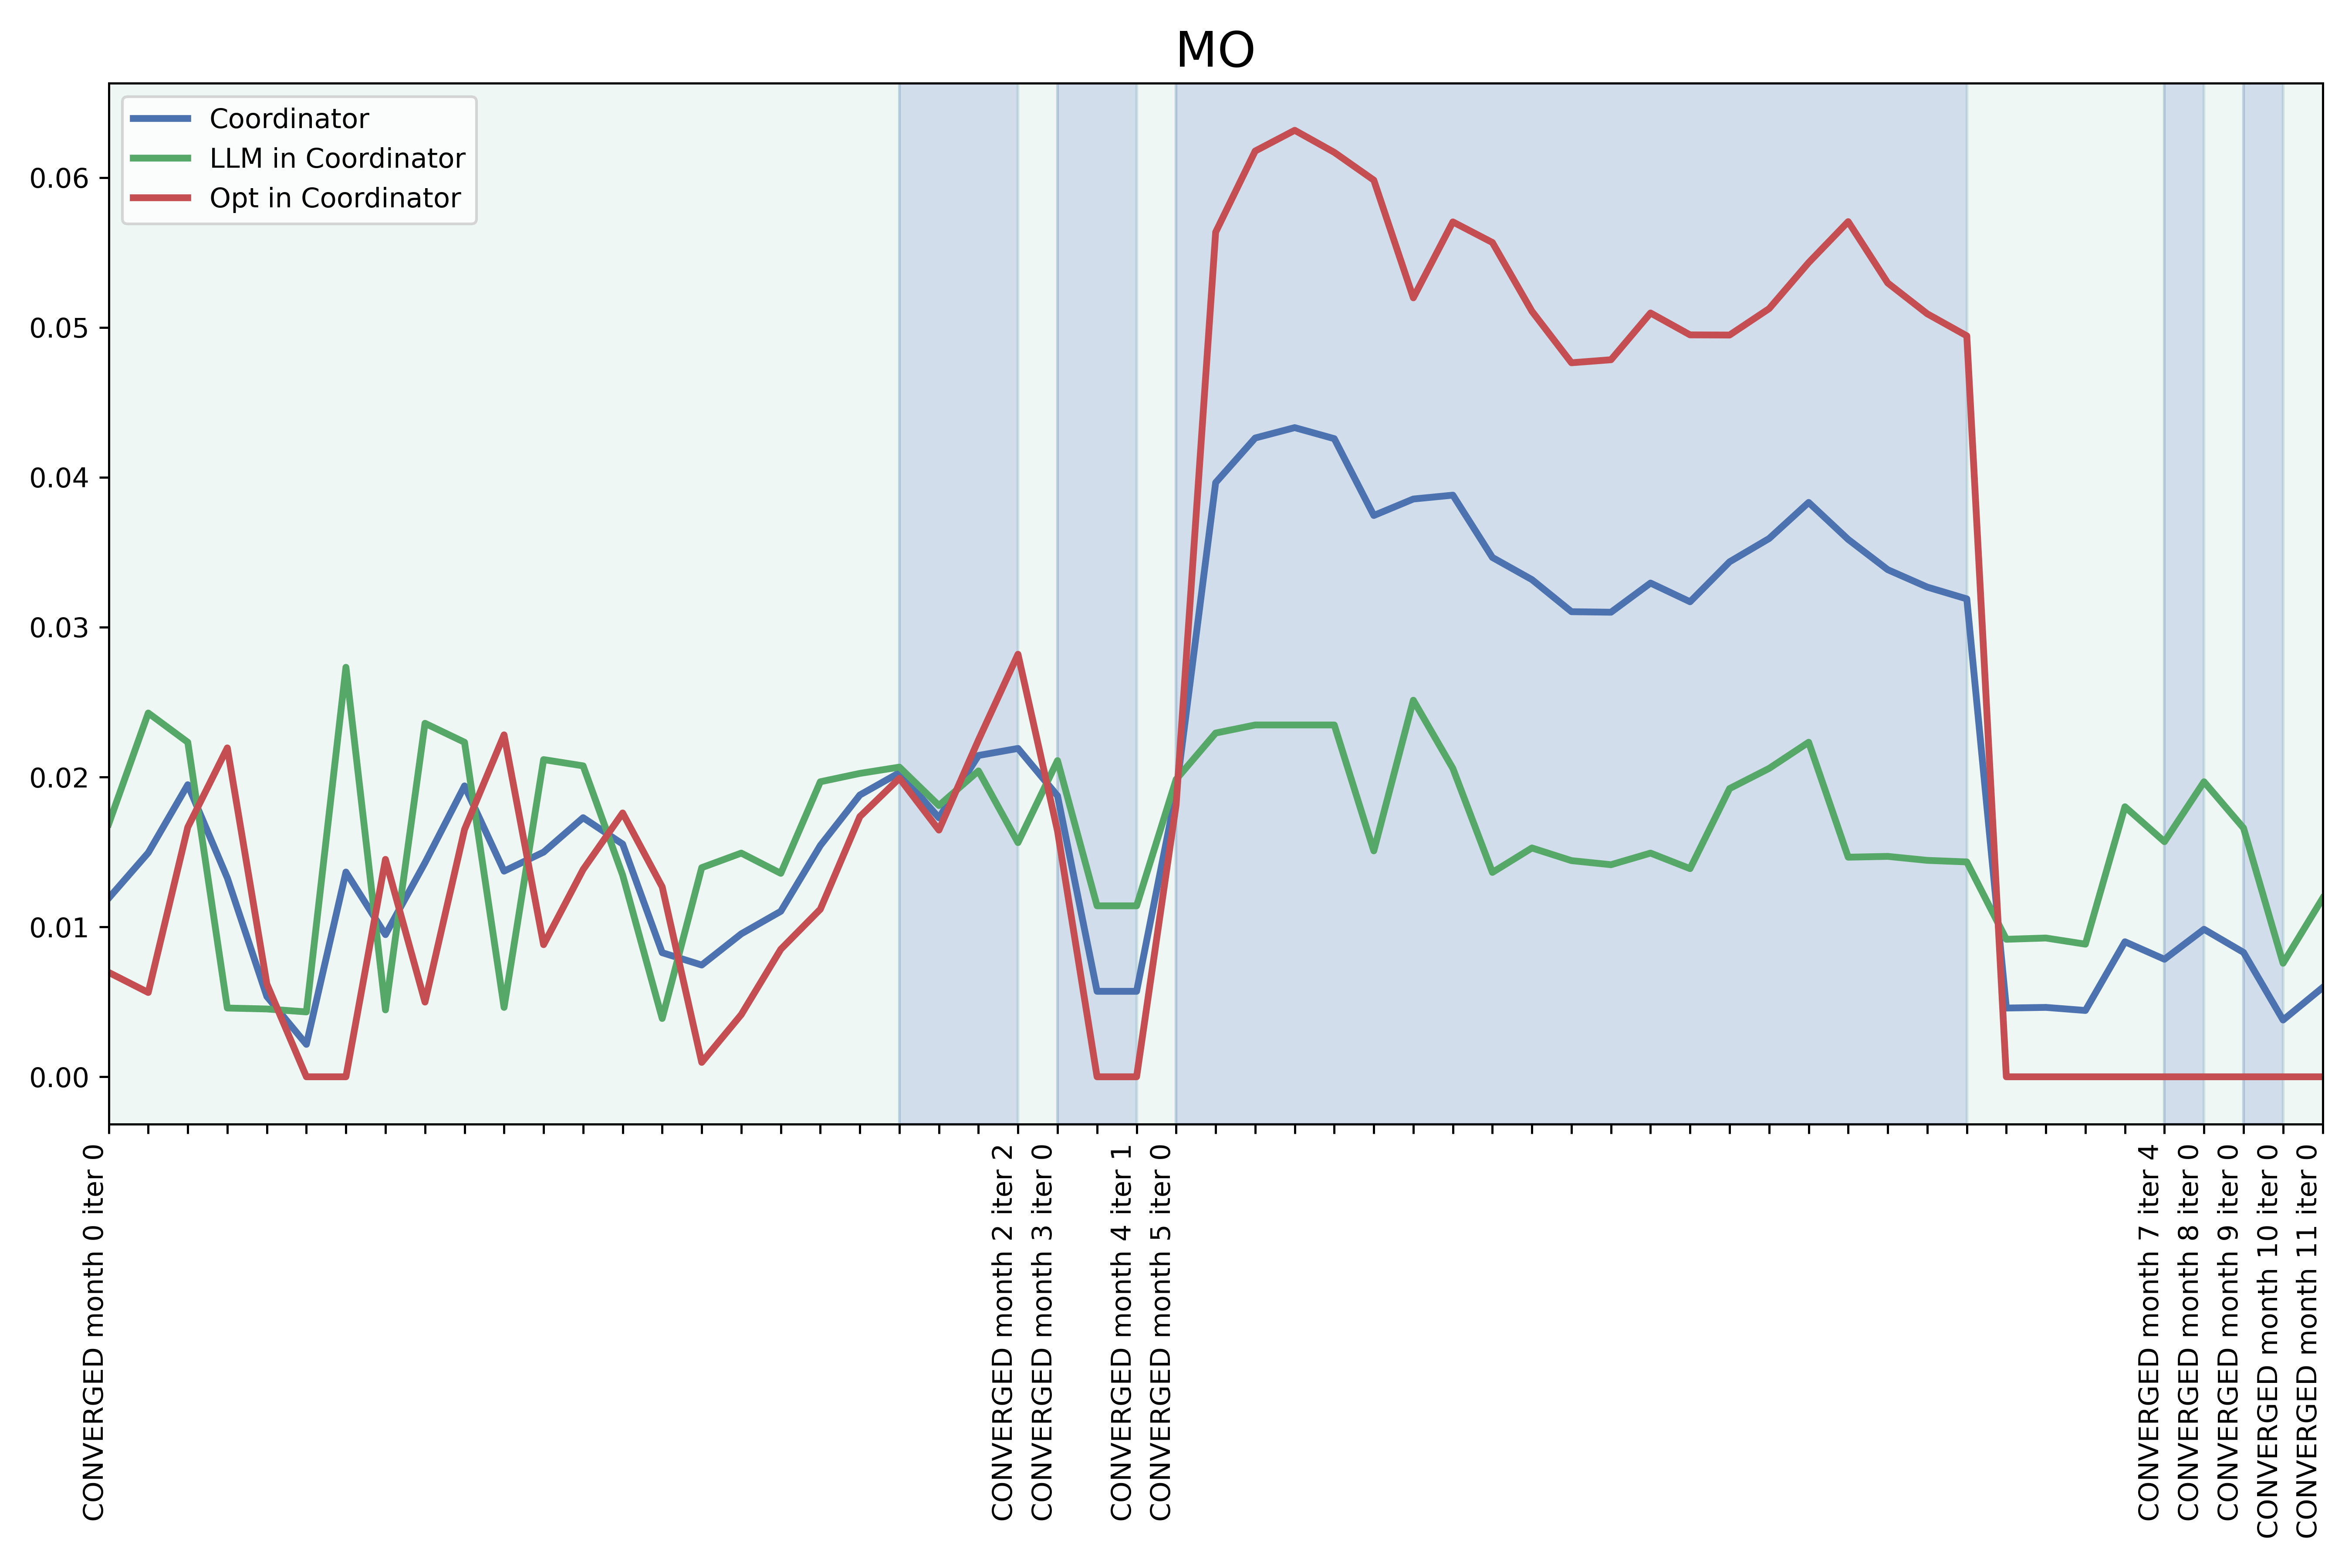 MO
Coordinator
LLM in Coordinator
Opt in Coordinator
0.06
0.05
0.04
0.03
0.02
0.01
0.00
CONVERGED month 0 iter 0
CONVERGED month 2 iter 2
CONVERGED month 3 iter 0
CONVERGED month 4 iter 1
CONVERGED month 5 iter 0
CONVERGED month 7 iter 4
CONVERGED month 8 iter 0
CONVERGED month 9 iter 0
CONVERGED month 10 iter 0
CONVERGED month 11 iter 0